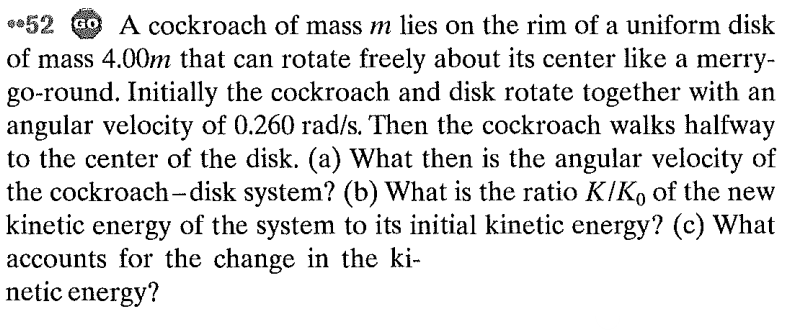 ••52 GO A cockroach of mass m lies on the rim of a uniform disk
of mass 4.00m that can rotate freely about its center like a merry-
go-round. Initially the cockroach and disk rotate together with an
angular velocity of 0.260 rad/s. Then the cockroach walks halfway
to the center of the disk. (a) What then is the angular velocity of
the cockroach–disk system? (b) What is the ratio K/K₀ of the new
kinetic energy of the system to its initial kinetic energy? (c) What
accounts for the change in the ki-
netic energy?